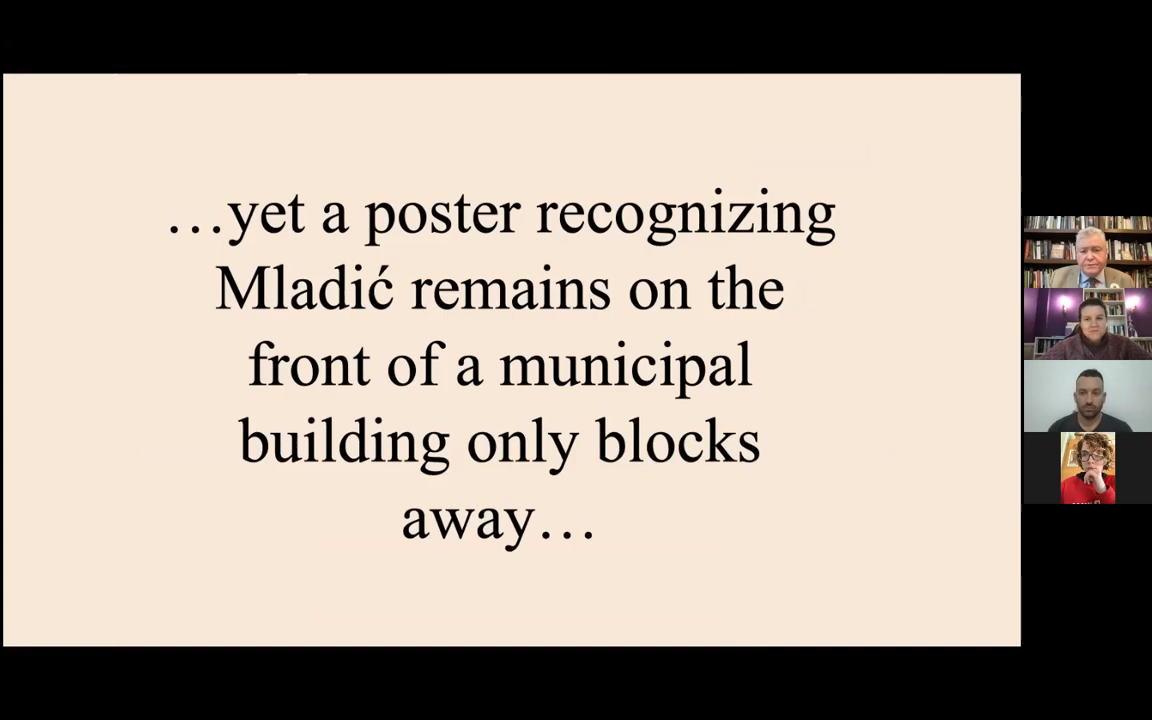 …yet a poster recognizing
Mladić remains on the
front of a municipal
building only blocks
away…